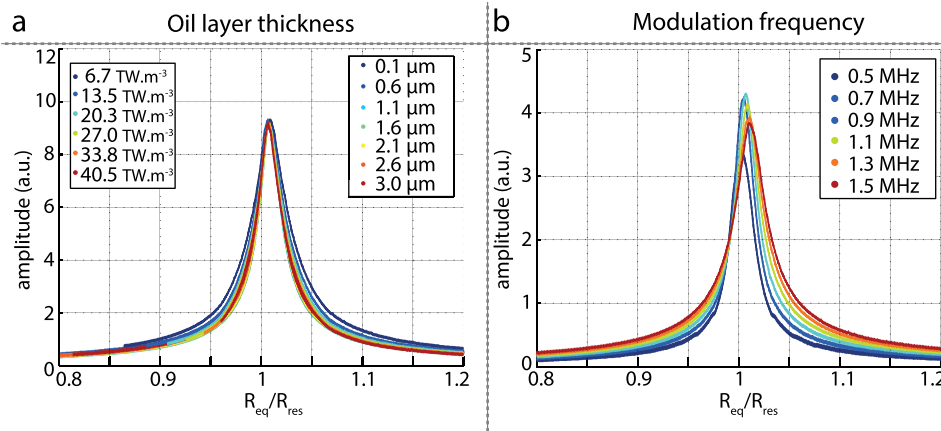 a
Oil layer thickness
amplitude (a.u.)
12
10
8
6
4
2
0
6.7 TW.m-3
13.5 TW.m-3
20.3 TW.m-3
27.0 TW.m-3
33.8 TW.m-3
40.5 TW.m-3
0.1 µm
0.6 µm
1.1 µm
1.6 µm
2.1 µm
2.6 µm
3.0 µm
0.8
0.9
1
1.1
1.2
Req/Rres
b
Modulation frequency
amplitude (a.u.)
5
4
3
2
1
0
0.5 MHz
0.7 MHz
0.9 MHz
1.1 MHz
1.3 MHz
1.5 MHz
0.8
0.9
1
1.1
1.2
Req/Rres